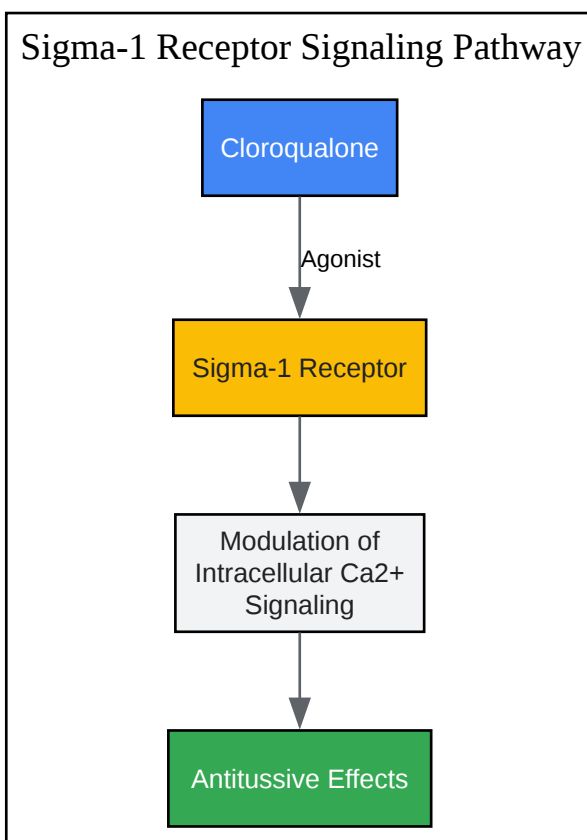 Sigma-1 Receptor Signaling Pathway
Cloroqualone
Agonist
Sigma-1 Receptor
Modulation of
Intracellular Ca2+
Signaling
Antitussive Effects